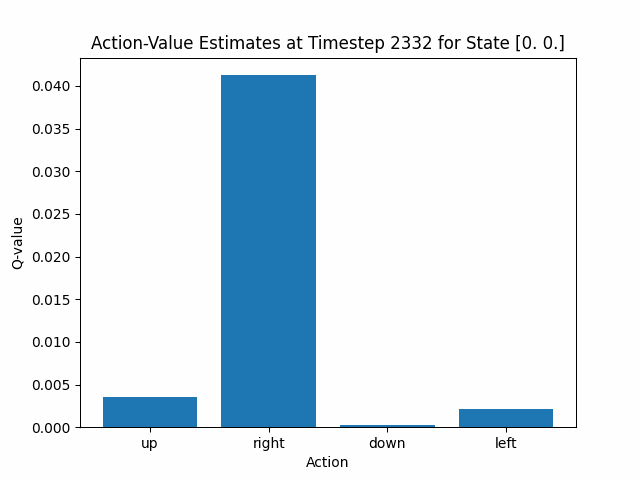 Action-Value Estimates at Timestep 2332 for State [0. 0.]
0.040
0.035
0.030
0.025
0.020
0.015
0.010
0.005
0.000
Q-value
up right down left
Action